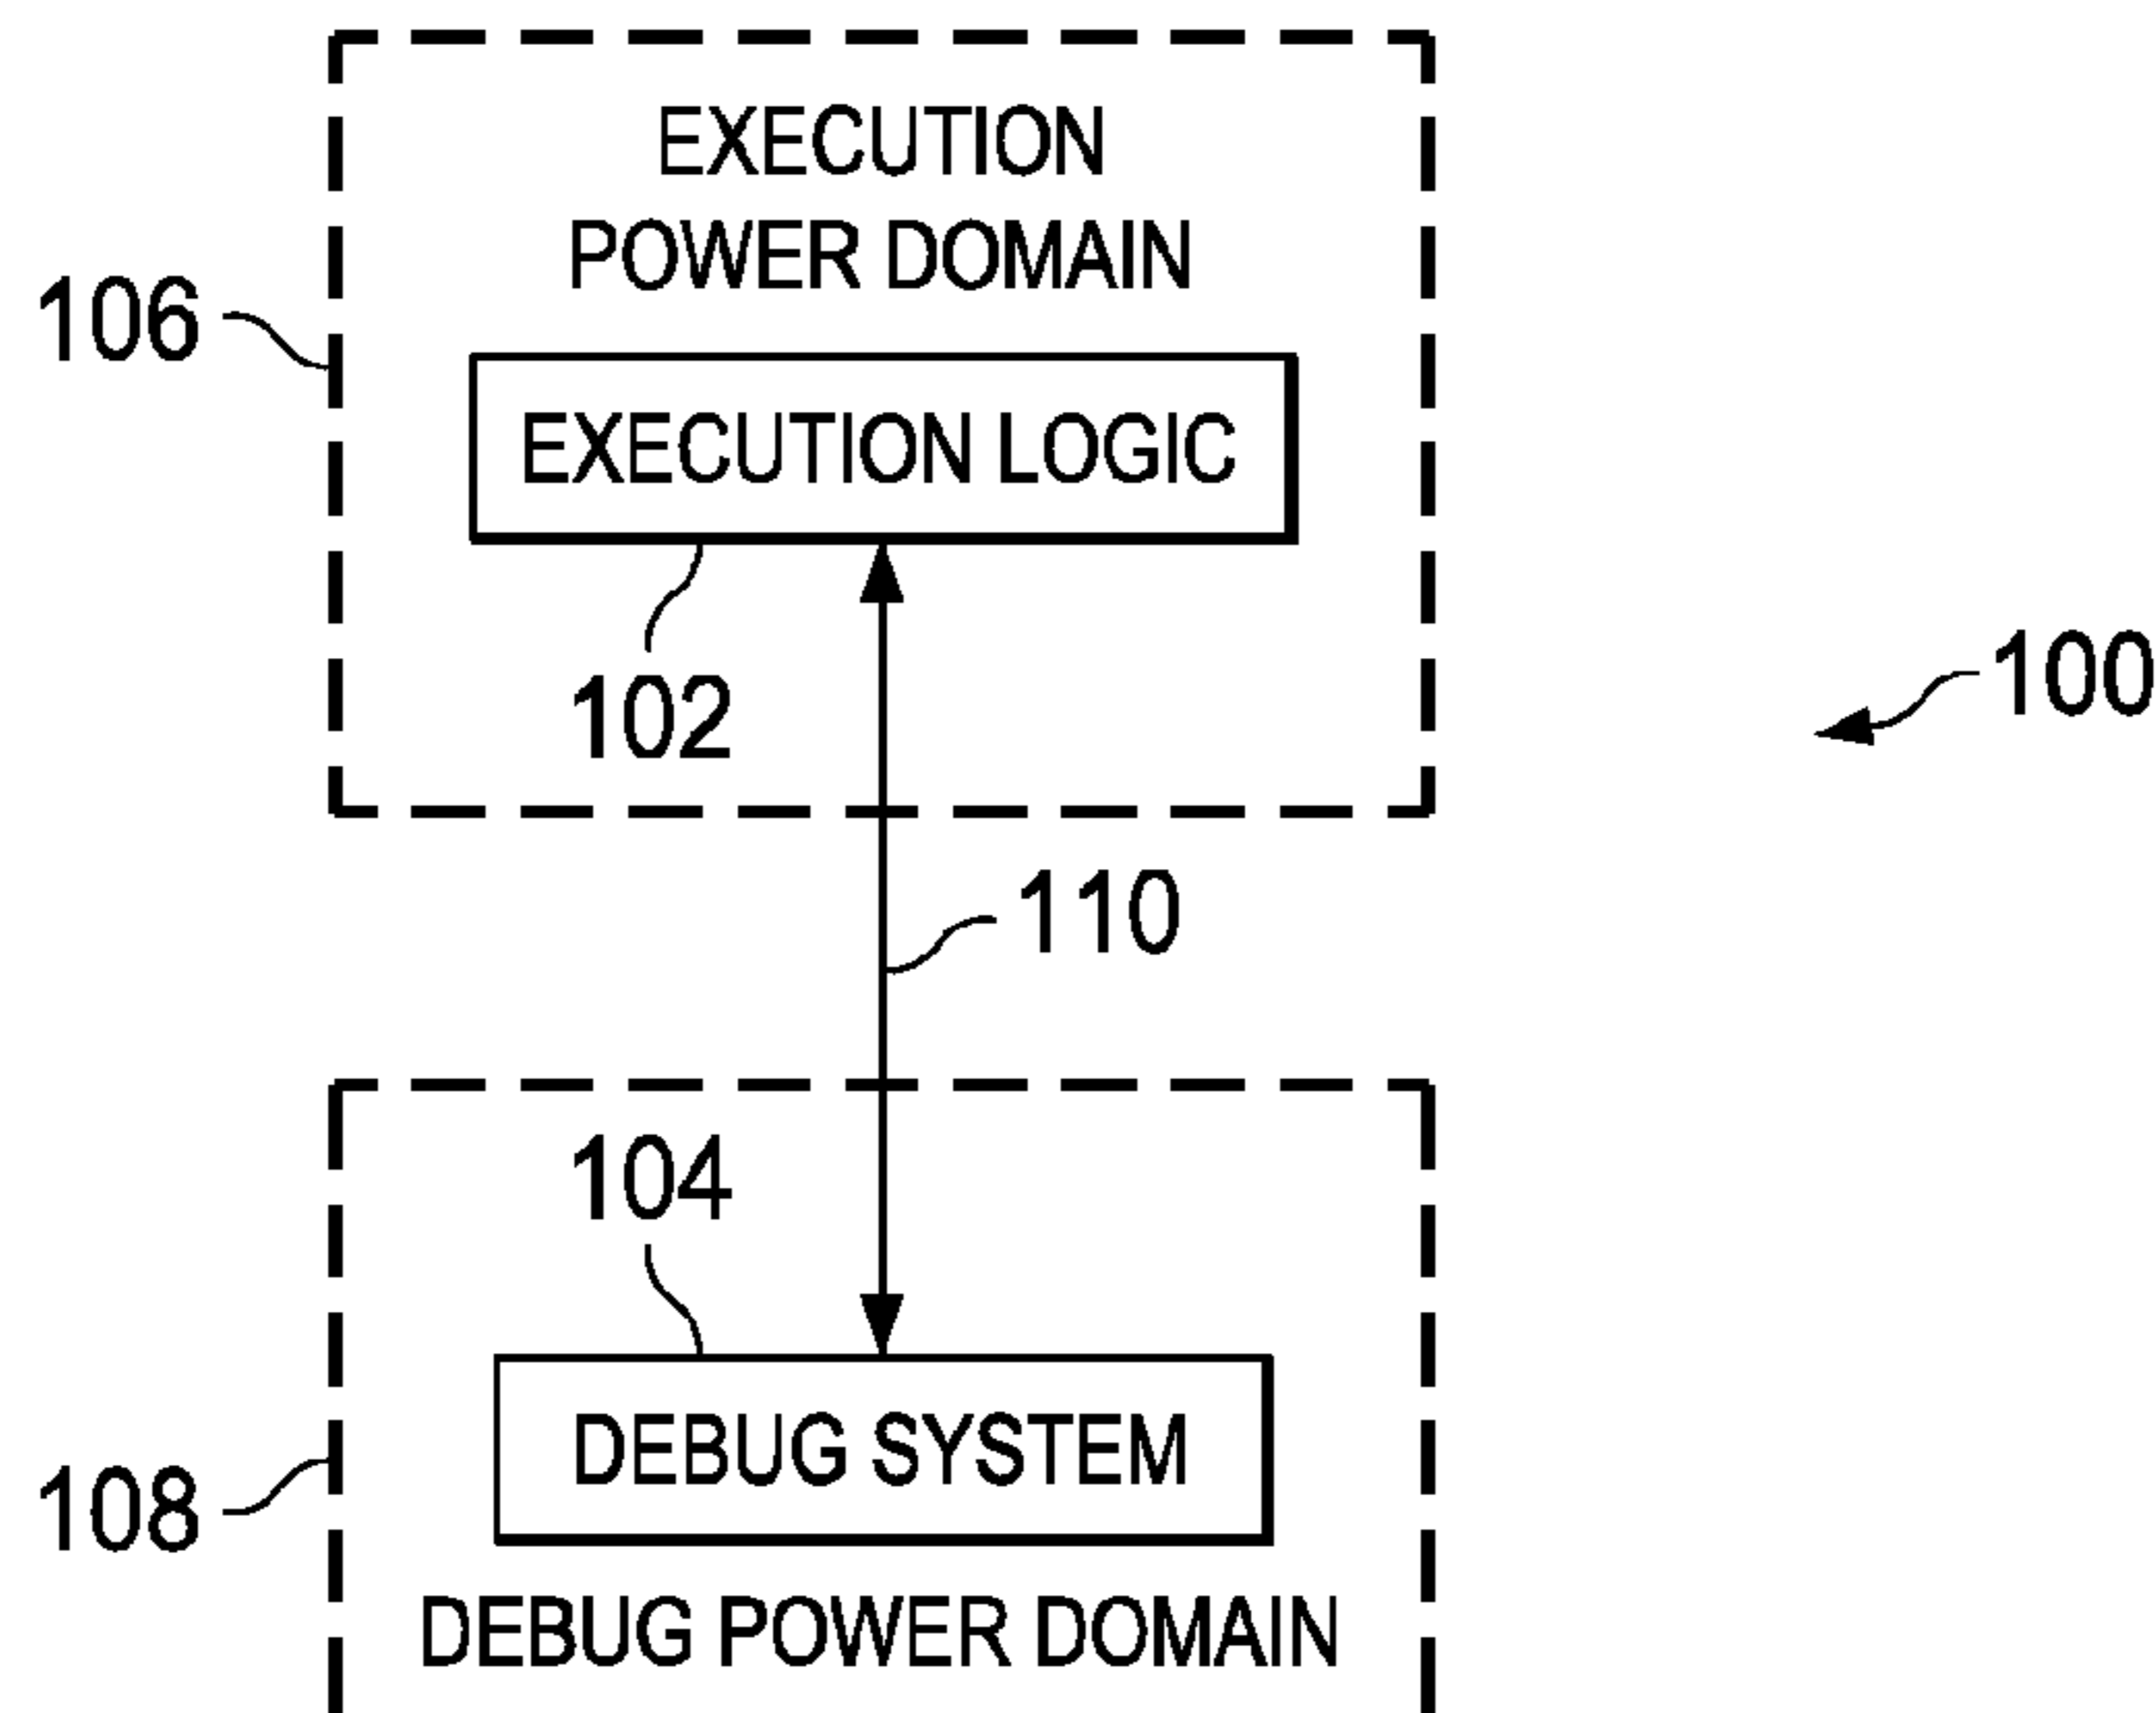 EXECUTION
POWER DOMAIN
106
EXECUTION LOGIC
102
100
110
104
DEBUG SYSTEM
108
DEBUG POWER DOMAIN